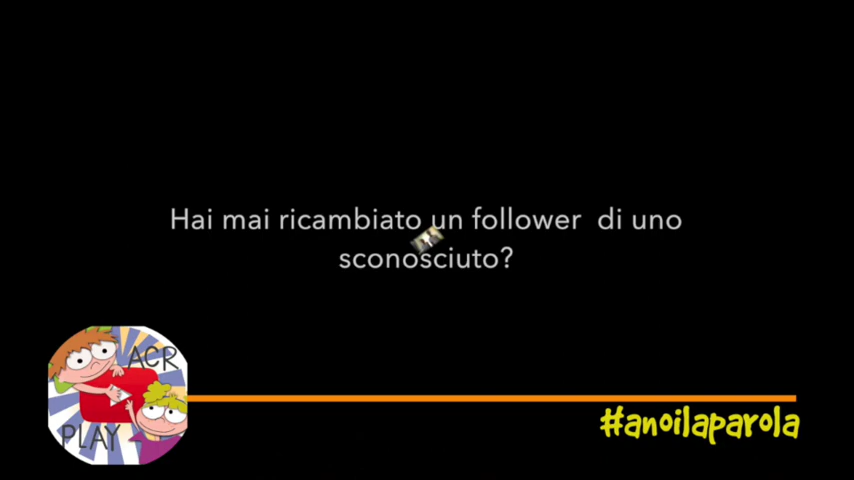 Hai mai ricambiato un follower di uno
sconosciuto?
ACR
PLAY
#anoilaparola